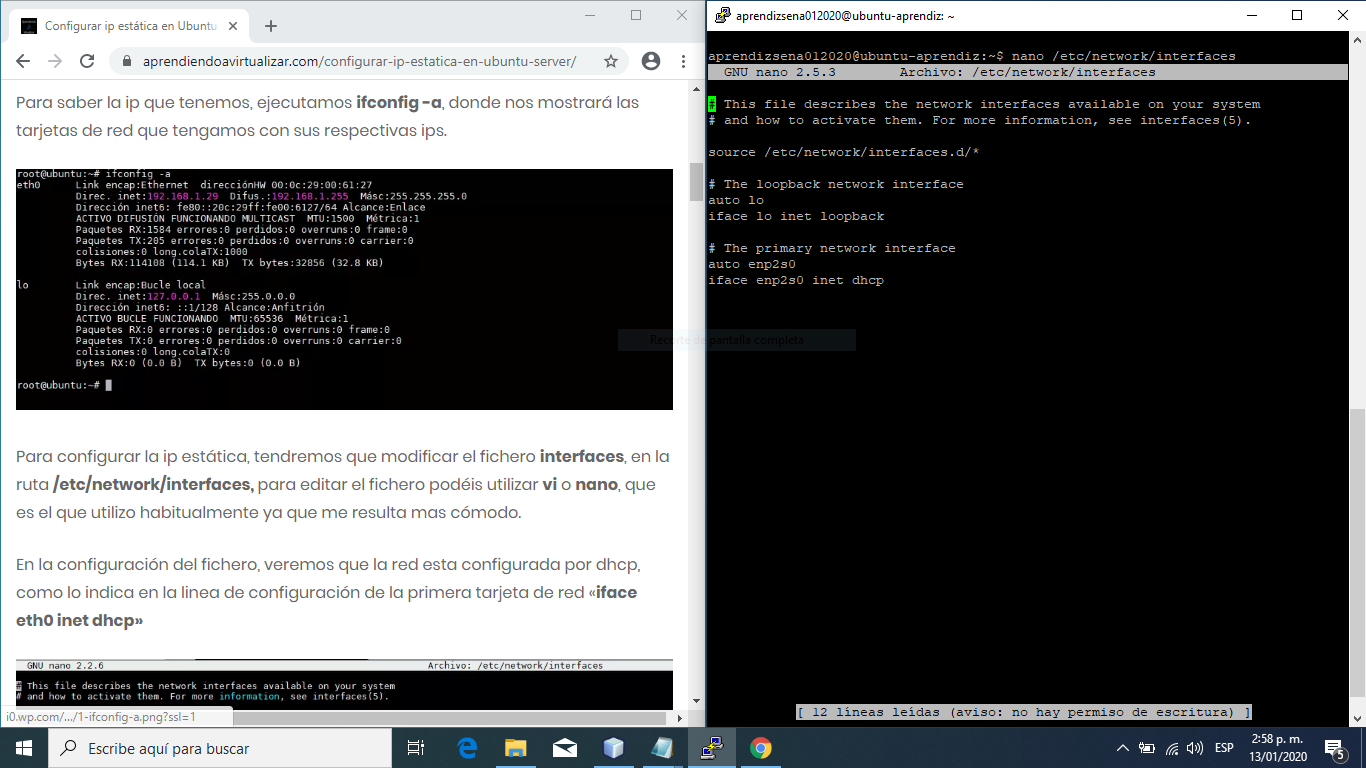 Configurar ip estática en Ubuntu
aprendiendoavirtualizar.com/configurar-ip-estatica-en-ubuntu-server/
Para saber la ip que tenemos, ejecutamos ifconfig -a, donde nos mostrará las
tarjetas de red que tengamos con sus respectivas ips.
root@ubuntu:~# ifconfig -a
eth0 Link encap:Ethernet direcciónHW 00:0c:29:00:61:27
Direc. inet:192.168.1.29 Difus.:192.168.1.255 Másc:255.255.255.0
Dirección inet6: fe80::20c:29ff:fe00:6127/64 Alcance:Enlace
ACTIVO DIFUSIÓN FUNCIONANDO MULTICAST MTU:1500 Métrica:1
Paquetes RX:1584 errores:0 perdidos:0 overruns:0 frame:0
Paquetes TX:205 errores:0 perdidos:0 overruns:0 carrier:0
colisiones:0 long.colaTX:1000
Bytes RX:114108 (114.1 KB) TX bytes:32856 (32.8 KB)
lo Link encap:Bucle local
Direc. inet:127.0.0.1 Másc:255.0.0.0
Dirección inet6: ::1/128 Alcance:Anfitrión
ACTIVO BUCLE FUNCIONANDO MTU:65536 Métrica:1
Paquetes RX:0 errores:0 perdidos:0 overruns:0 frame:0
Paquetes TX:0 errores:0 perdidos:0 overruns:0 carrier:0
colisiones:0 long.colaTX:0
Bytes RX:0 (0.0 B) TX bytes:0 (0.0 B)
root@ubuntu:~#
Para configurar la ip estática, tendremos que modificar el fichero interfaces, en la
ruta /etc/network/interfaces, para editar el fichero podéis utilizar vi o nano, que
es el que utilizo habitualmente ya que me resulta mas cómodo.
En la configuración del fichero, veremos que la red esta configurada por dhcp,
como lo indica en la linea de configuración de la primera tarjeta de red «iface
eth0 inet dhcp»
GNU nano 2.2.6 Archivo: /etc/network/interfaces
# This file describes the network interfaces available on your system
# and how to activate them. For more information, see interfaces(5).
i0.wp.com/.../1-ifconfig-a.png?ssl=1
aprendizsena012020@ubuntu-aprendiz: ~
aprendizsena012020@ubuntu-aprendiz:~$ nano /etc/network/interfaces
GNU nano 2.5.3 Archivo: /etc/network/interfaces
# This file describes the network interfaces available on your system
# and how to activate them. For more information, see interfaces(5).
source /etc/network/interfaces.d/*
# The loopback network interface
auto lo
iface lo inet loopback
# The primary network interface
auto enp2s0
iface enp2s0 inet dhcp
Recorte de pantalla completa
[ 12 líneas leídas (aviso: no hay permiso de escritura) ]
Escribe aquí para buscar
ESP
2:58 p. m.
13/01/2020
5